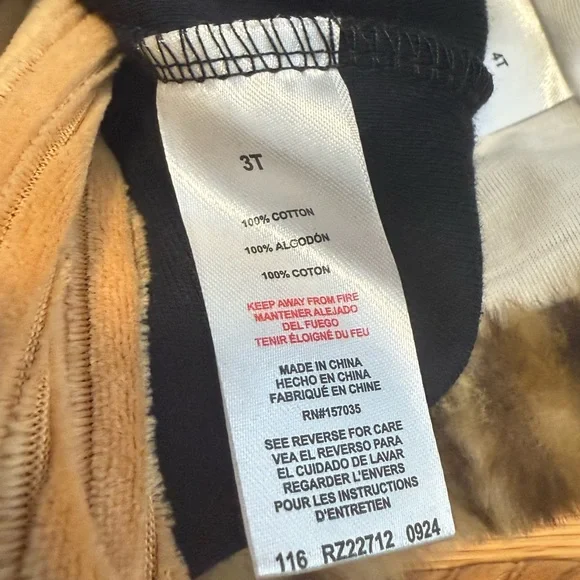 3T
100% COTTON
100% ALGODÓN
100% COTON
KEEP AWAY FROM FIRE
MANTENER ALEJADO
DEL FUEGO
TENIR ÉLOIGNÉ DU FEU
MADE IN CHINA
HECHO EN CHINA
FABRIQUÉ EN CHINE
RN#157035
SEE REVERSE FOR CARE
VEA EL REVERSO PARA
EL CUIDADO DE LAVAR
REGARDER L'ENVERS
POUR LES INSTRUCTIONS
D'ENTRETIEN
116 RZ22712 0924
4T